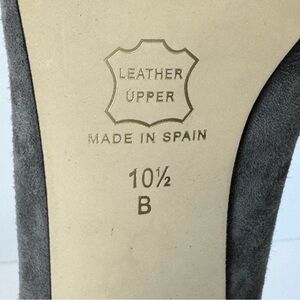 LEATHER
UPPER
MADE IN SPAIN
10½
B